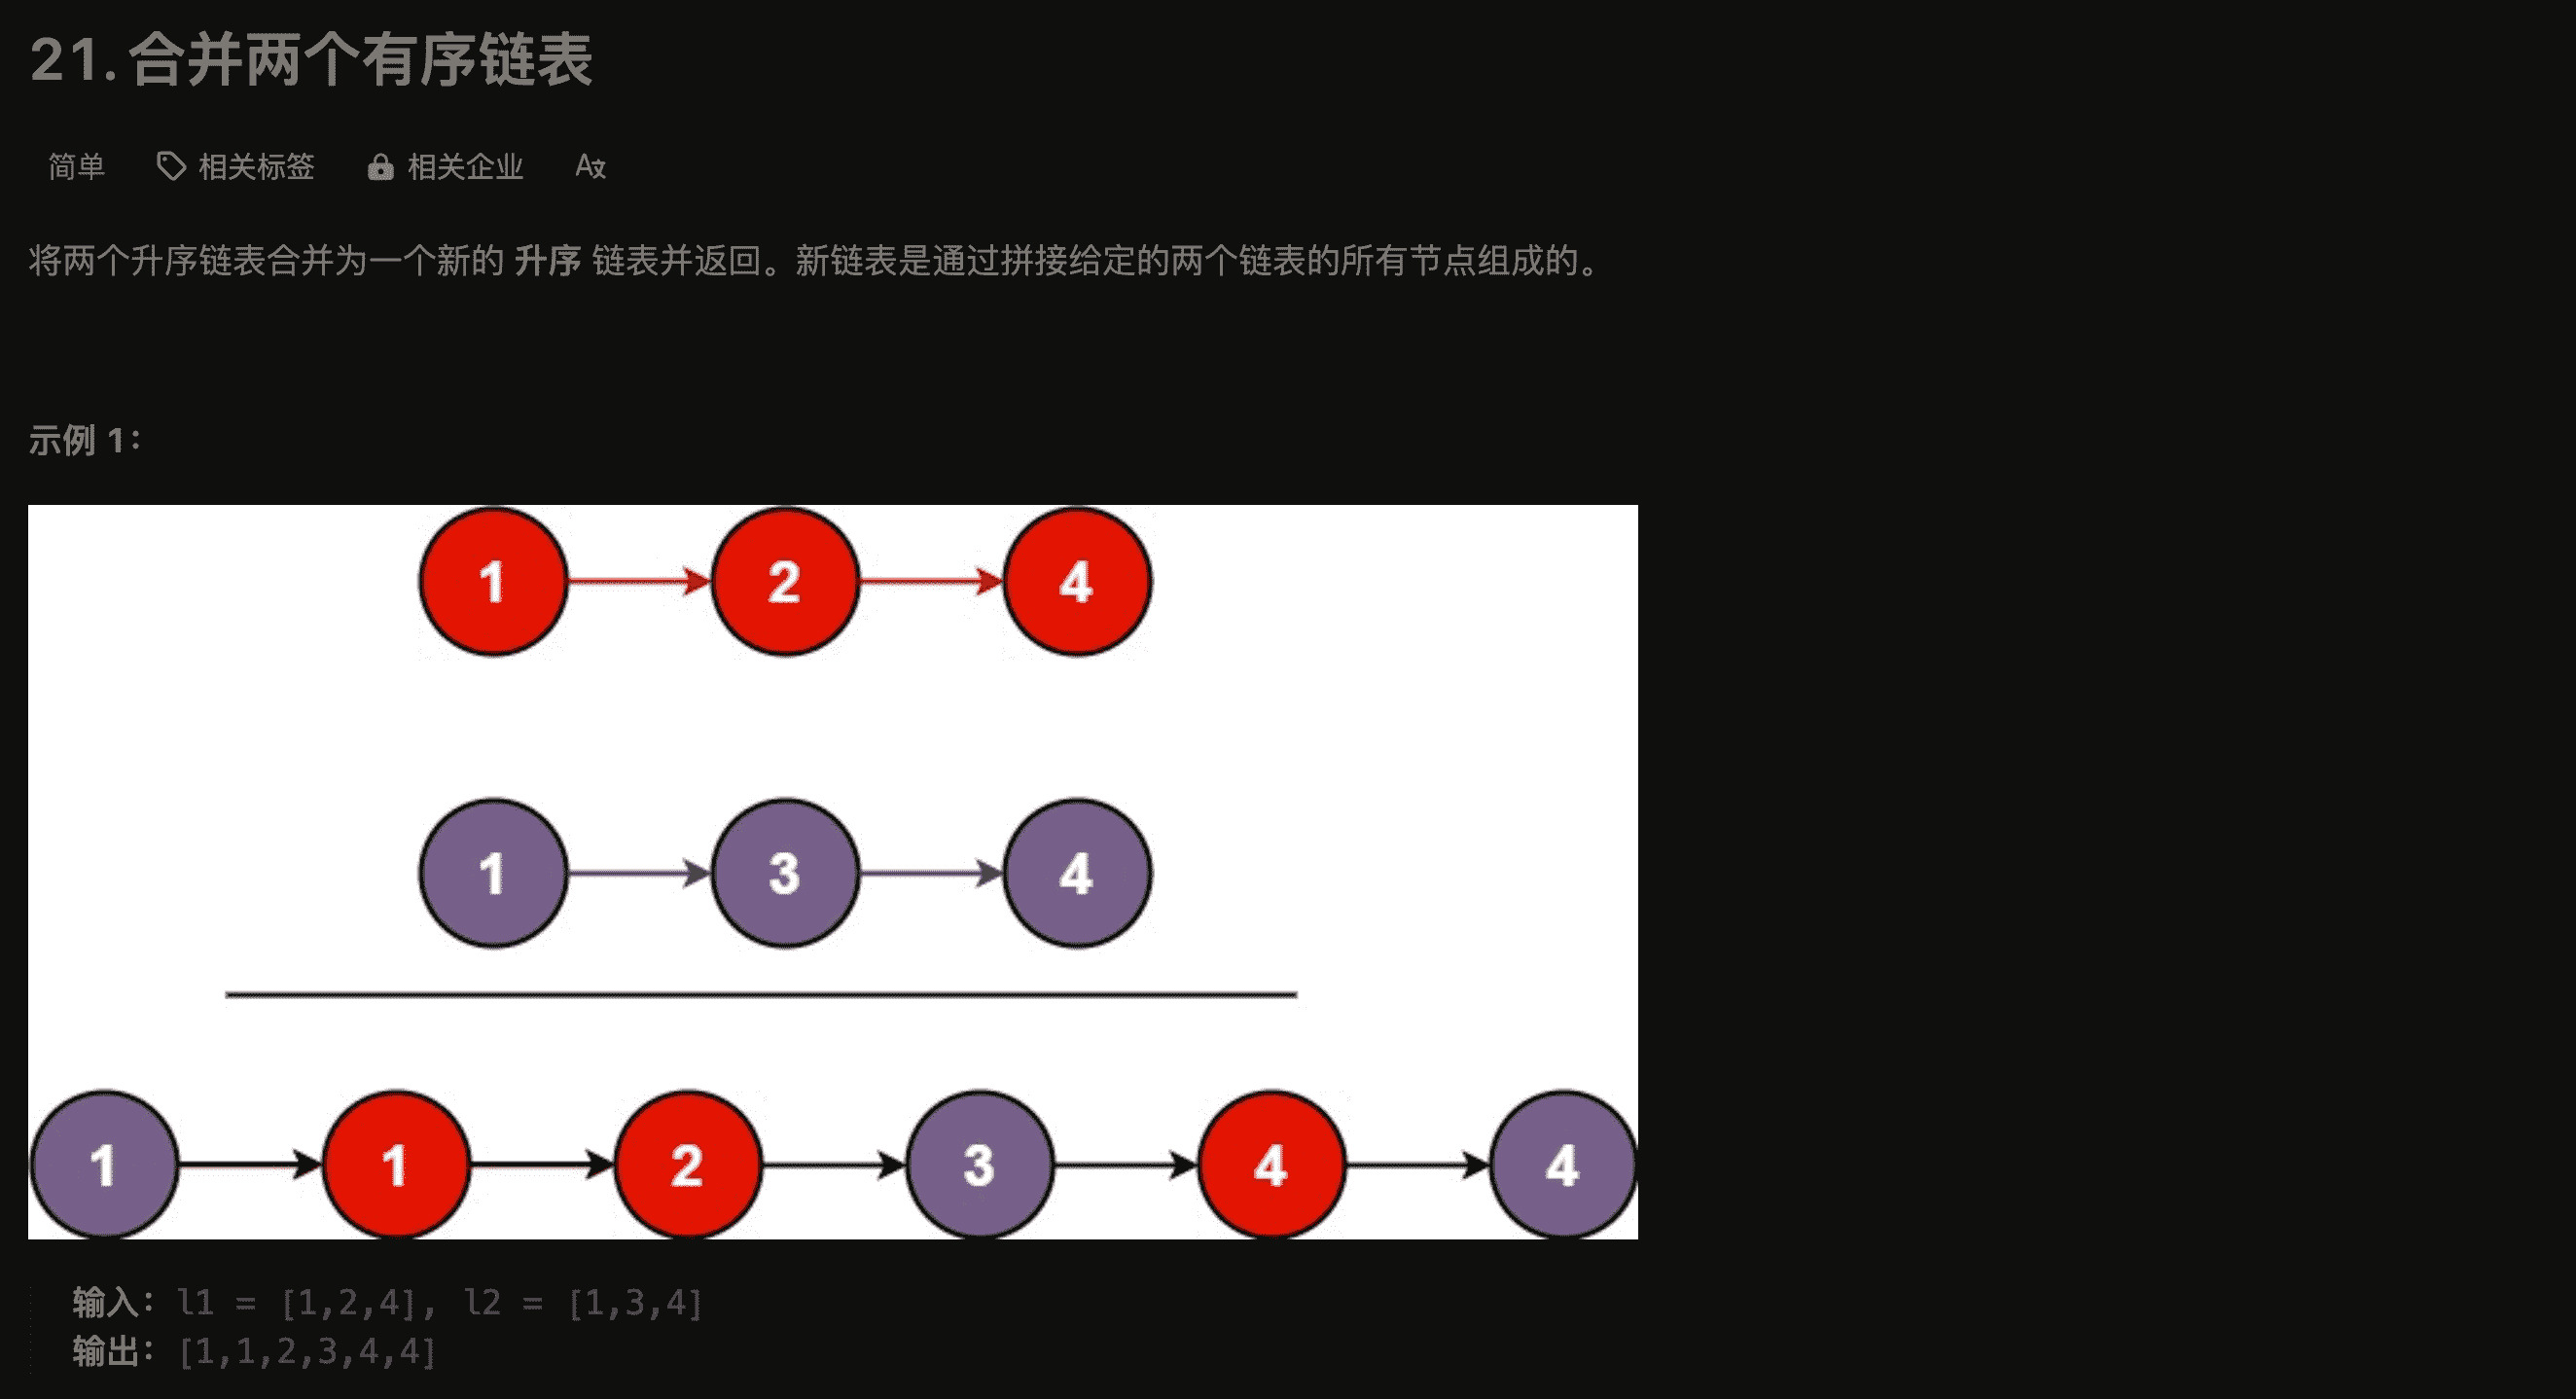 21. 合并两个有序链表
简单 相关标签 相关企业 A文
将两个升序链表合并为一个新的 升序 链表并返回。新链表是通过拼接给定的两个链表的所有节点组成的。
示例 1：
1 2 4
1 3 4
1 1 2 3 4 4
输入：l1 = [1,2,4], l2 = [1,3,4]
输出：[1,1,2,3,4,4]